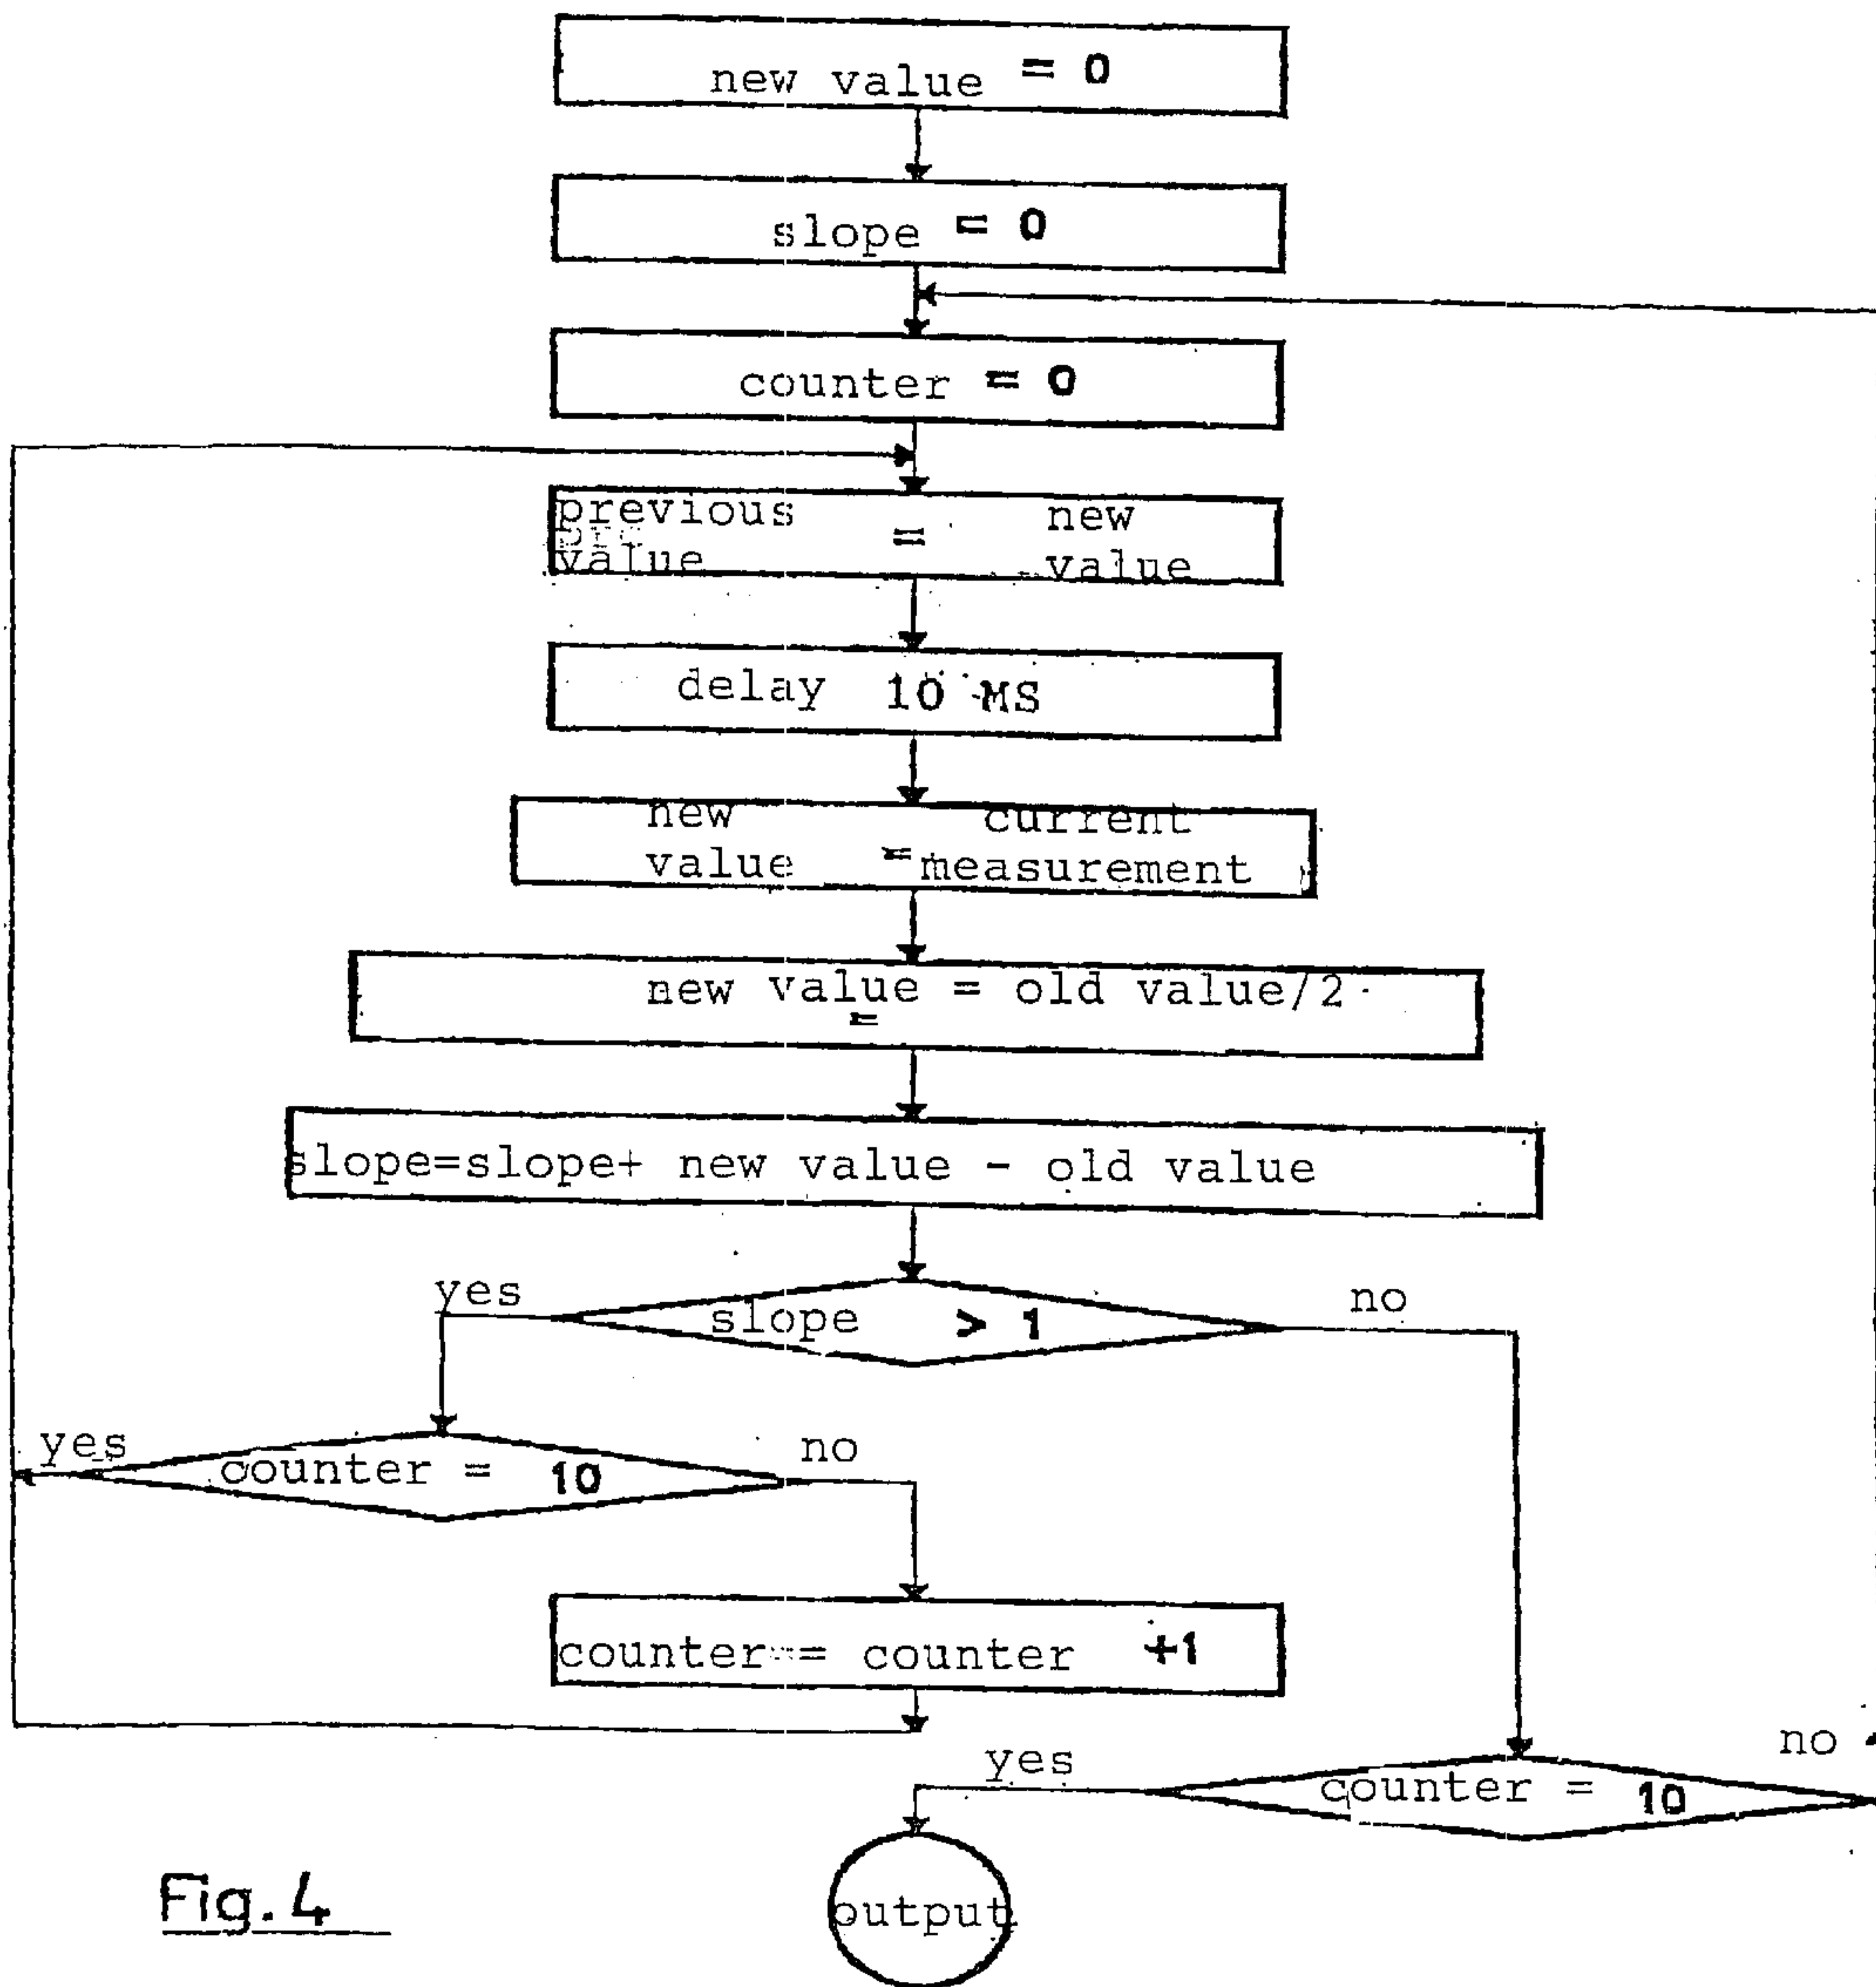 new value = 0
slope = 0
counter = 0
previous value = new value
delay 10 MS
new value = current measurement
new value = old value/2
=
slope=slope+ new value - old value
yes
slope > 1
no
yes
counter = 10
no
counter = counter +1
yes
counter = 10
no
output
Fig. 4